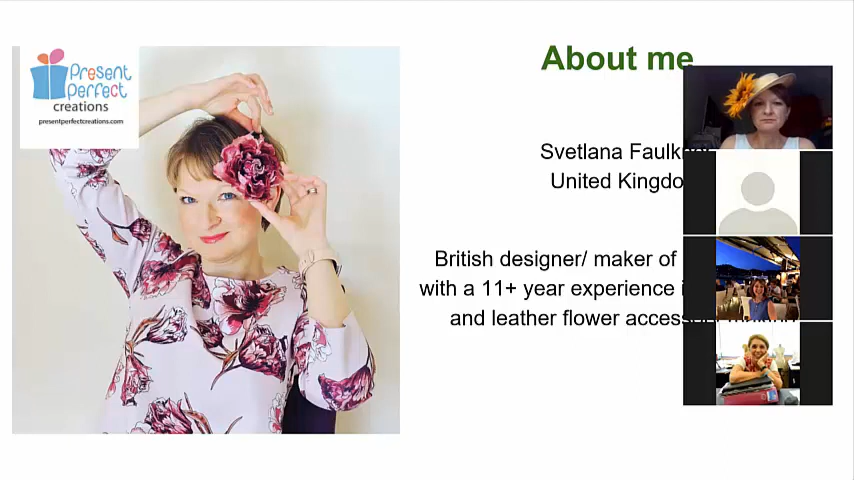 Present
Perfect
creations
presentperfectcreations.com
About me
Svetlana Faulk
United Kingdo
British designer/ maker of
with a 11+ year experience
and leather flower